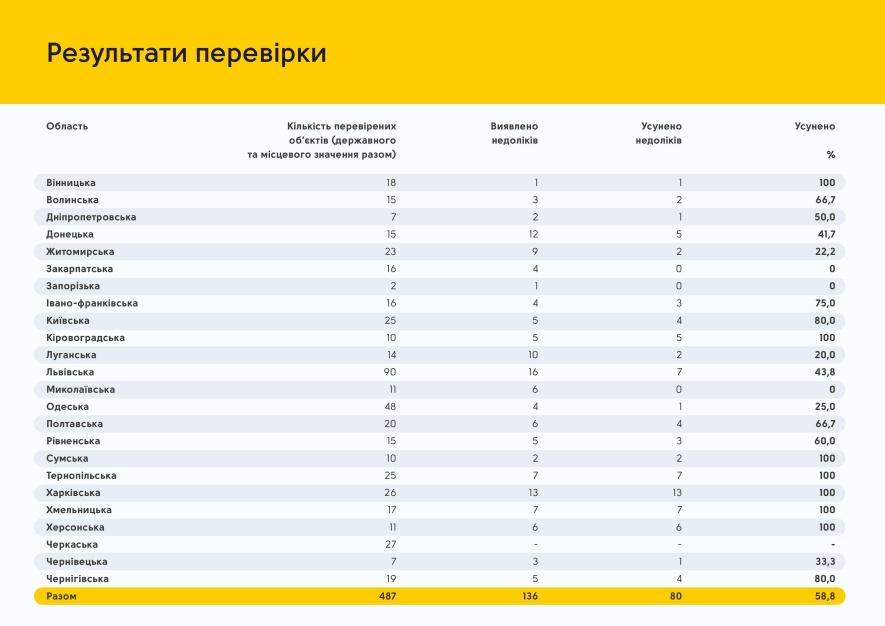 Результати перевірки
Область Кількість перевірених Виявлено Усунено Усунено
об’єктів (державного недоліків недоліків
та місцевого значення разом) %
Вінницька 18 1 1 100
Волинська 15 3 2 66,7
Дніпропетровська 7 2 1 50,0
Донецька 15 12 5 41,7
Житомирська 23 9 2 22,2
Закарпатська 16 4 0 0
Запорізька 2 1 0 0
Івано-франківська 16 4 3 75,0
Київська 25 5 4 80,0
Кіровоградська 10 5 5 100
Луганська 14 10 2 20,0
Львівська 90 16 7 43,8
Миколаївська 11 6 0 0
Одеська 48 4 1 25,0
Полтавська 20 6 4 66,7
Рівненська 15 5 3 60,0
Сумська 10 2 2 100
Тернопільська 25 7 7 100
Харківська 26 13 13 100
Хмельницька 17 7 7 100
Херсонська 11 6 6 100
Черкаська 27 - - -
Чернівецька 7 3 1 33,3
Чернігівська 19 5 4 80,0
Разом 487 136 80 58,8